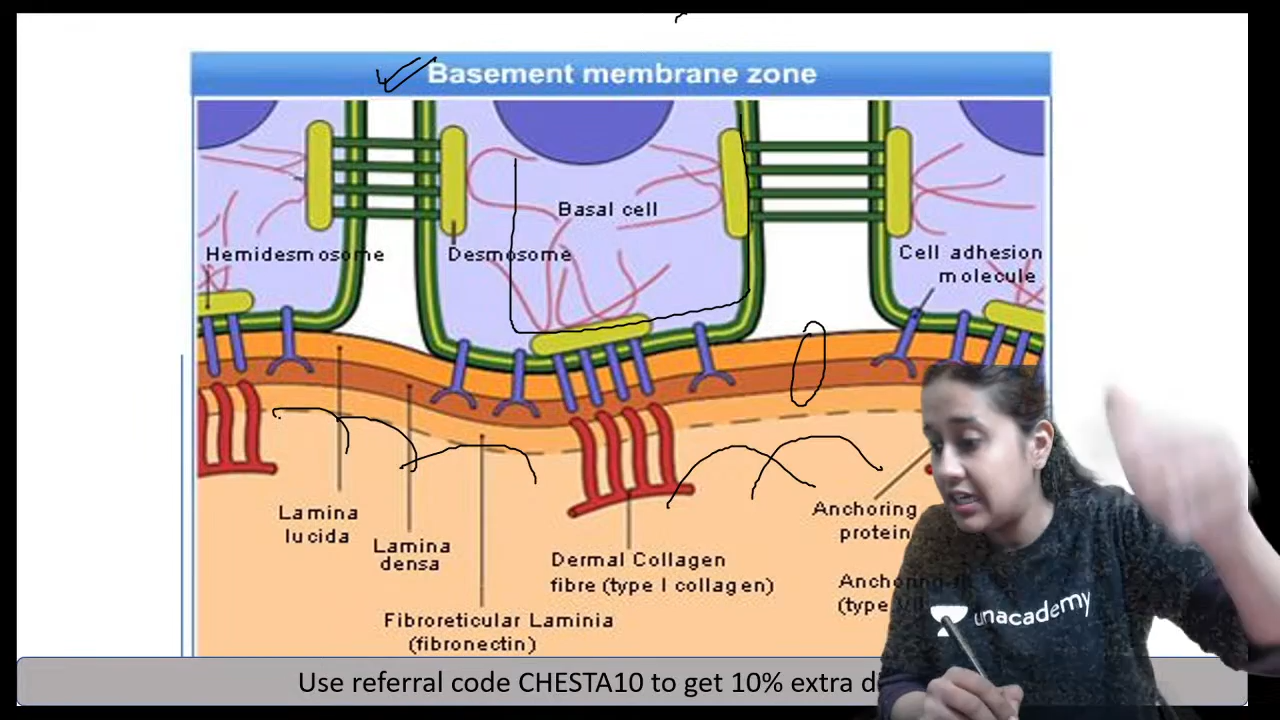 Basement membrane zone
Basal cell
Hemidesmosome
Desmosome
Cell adhesion
molecule
Lamina
lucida
Lamina
densa
Fibroreticular Laminia
(fibronectin)
Dermal Collagen
fibre (type I collagen)
Anchoring
protein
(type
unacademy
Use referral code CHESTA10 to get 10% extra